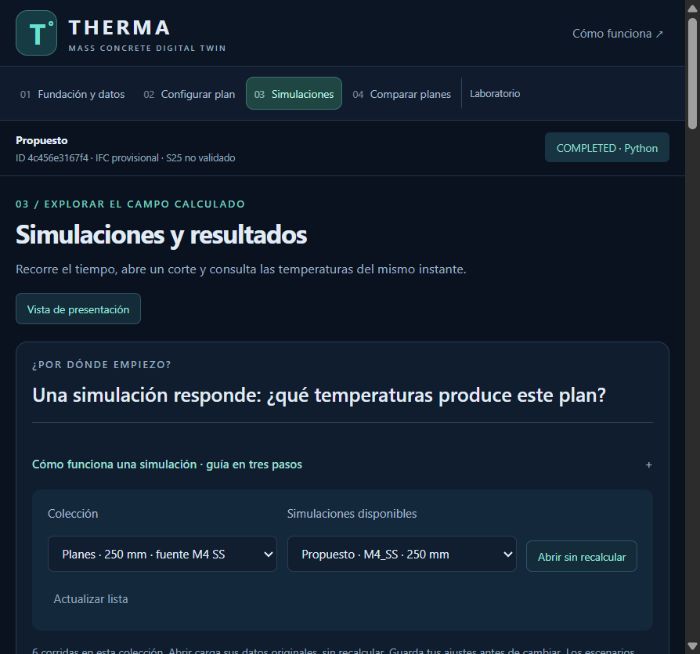 T°
THERMA
MASS CONCRETE DIGITAL TWIN
Cómo funciona ↗
01 Fundación y datos 02 Configurar plan 03 Simulaciones 04 Comparar planes Laboratorio
Propuesto
ID 4c456e3167f4 · IFC provisional · S25 no validado
COMPLETED · Python
03 / EXPLORAR EL CAMPO CALCULADO
Simulaciones y resultados
Recorre el tiempo, abre un corte y consulta las temperaturas del mismo instante.
Vista de presentación
¿POR DÓNDE EMPIEZO?
Una simulación responde: ¿qué temperaturas produce este plan?
Cómo funciona una simulación · guía en tres pasos +
Colección Simulaciones disponibles
Planes · 250 mm · fuente M4 SS Propuesto · M4_SS · 250 mm Abrir sin recalcular
Actualizar lista
6 corridas en esta colección. Abrir carga sus datos originales, sin recalcular. Guarda tus ajustes antes de cambiar. Los escenarios